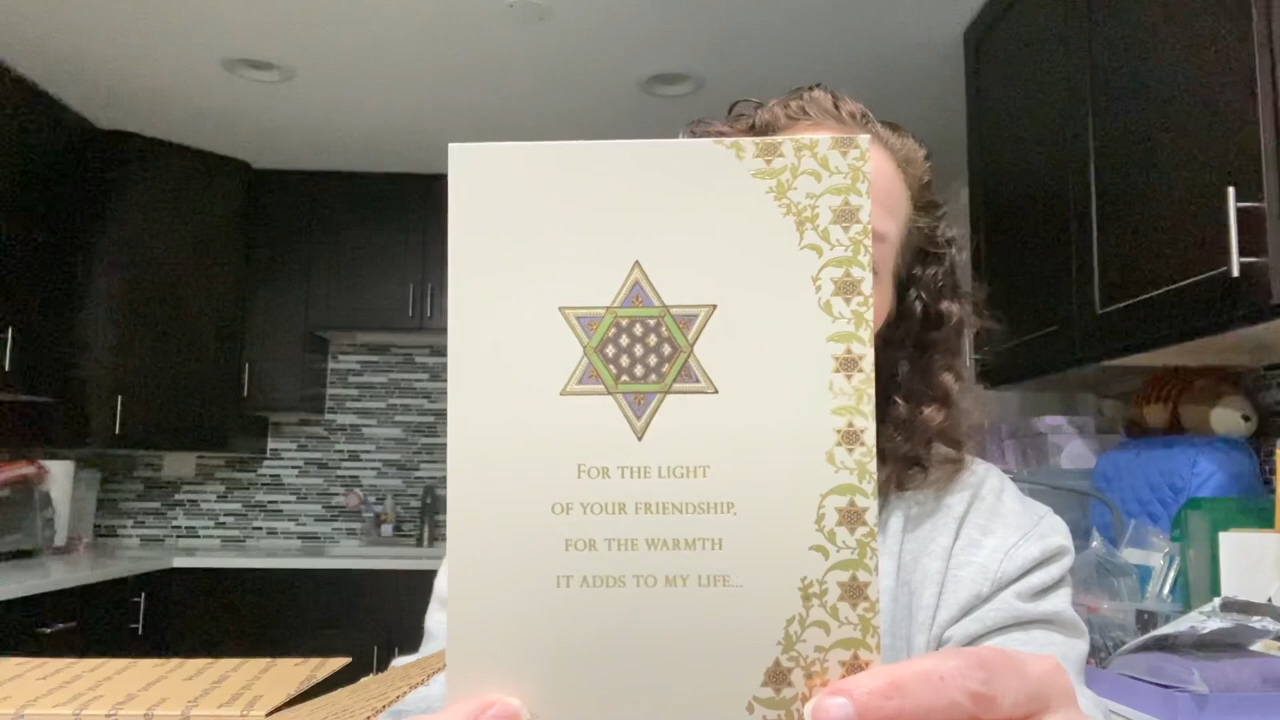 FOR THE LIGHT
OF YOUR FRIENDSHIP,
FOR THE WARMTH
IT ADDS TO MY LIFE...